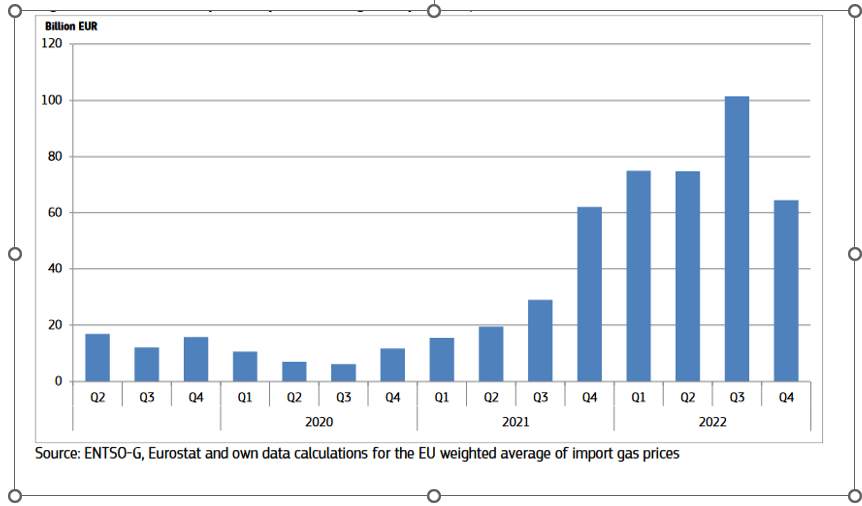 Billion EUR
120
100
80
60
40
20
0
Q2 Q3 Q4 Q1 Q2 Q3 Q4 Q1 Q2 Q3 Q4 Q1 Q2 Q3 Q4
2020 2021 2022
Source: ENTSO-G, Eurostat and own data calculations for the EU weighted average of import gas prices